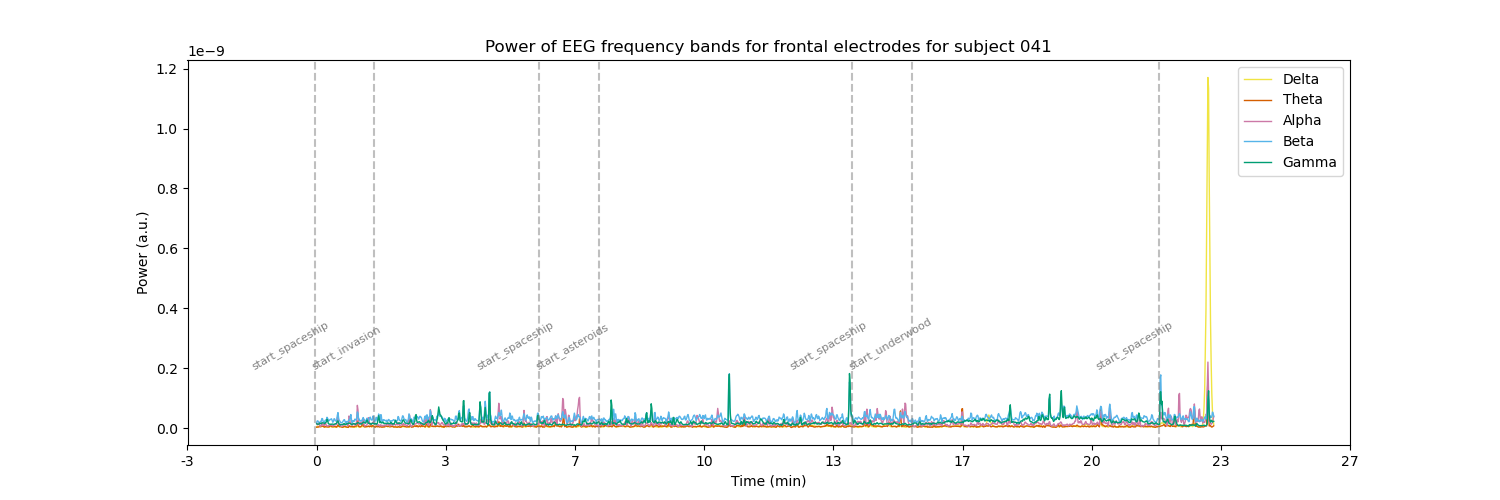 Power of EEG frequency bands for frontal electrodes for subject 041
1e−9
1.2
1.0
0.8
0.6
0.4
0.2
0.0
Power (a.u.)
Delta
Theta
Alpha
Beta
Gamma
start_spaceship
start_invasion
start_spaceship
start_asteroids
start_spaceship
start_underwood
start_spaceship
-3 0 3 7 10 13 17 20 23 27
Time (min)